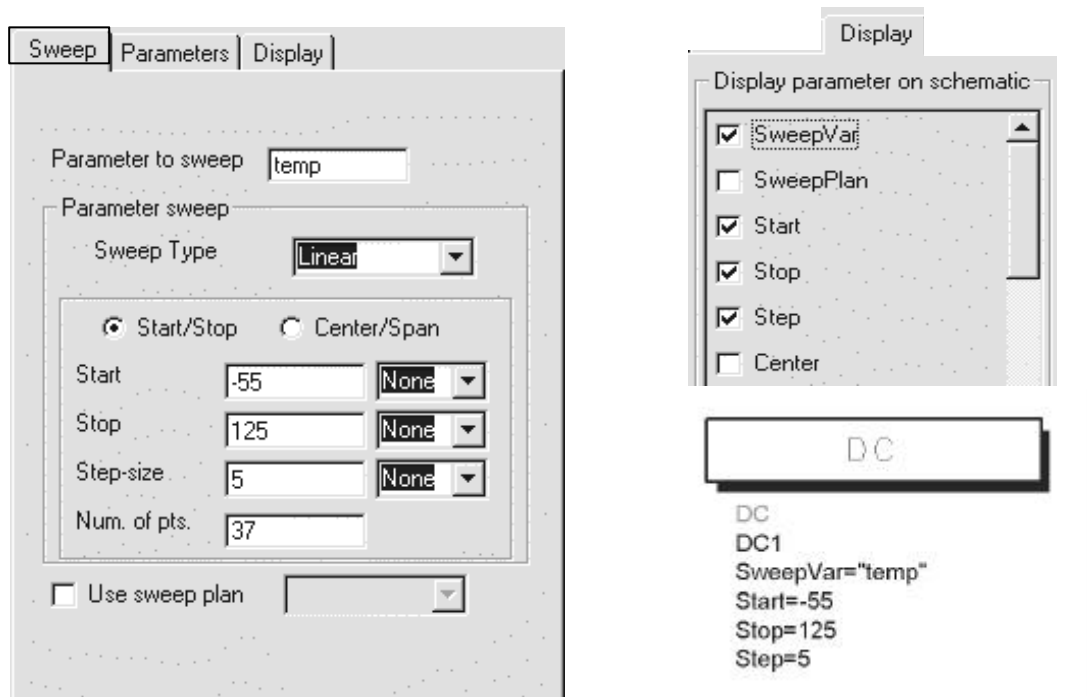 Sweep Parameters Display
Parameter to sweep temp
Parameter sweep
Sweep Type Linear
Start/Stop Center/Span
Start -55 None
Stop 125 None
Step-size 5 None
Num. of pts. 37
Use sweep plan
Display
Display parameter on schematic
SweepVar
SweepPlan
Start
Stop
Step
Center
DC
DC
DC1
SweepVar="temp"
Start=-55
Stop=125
Step=5